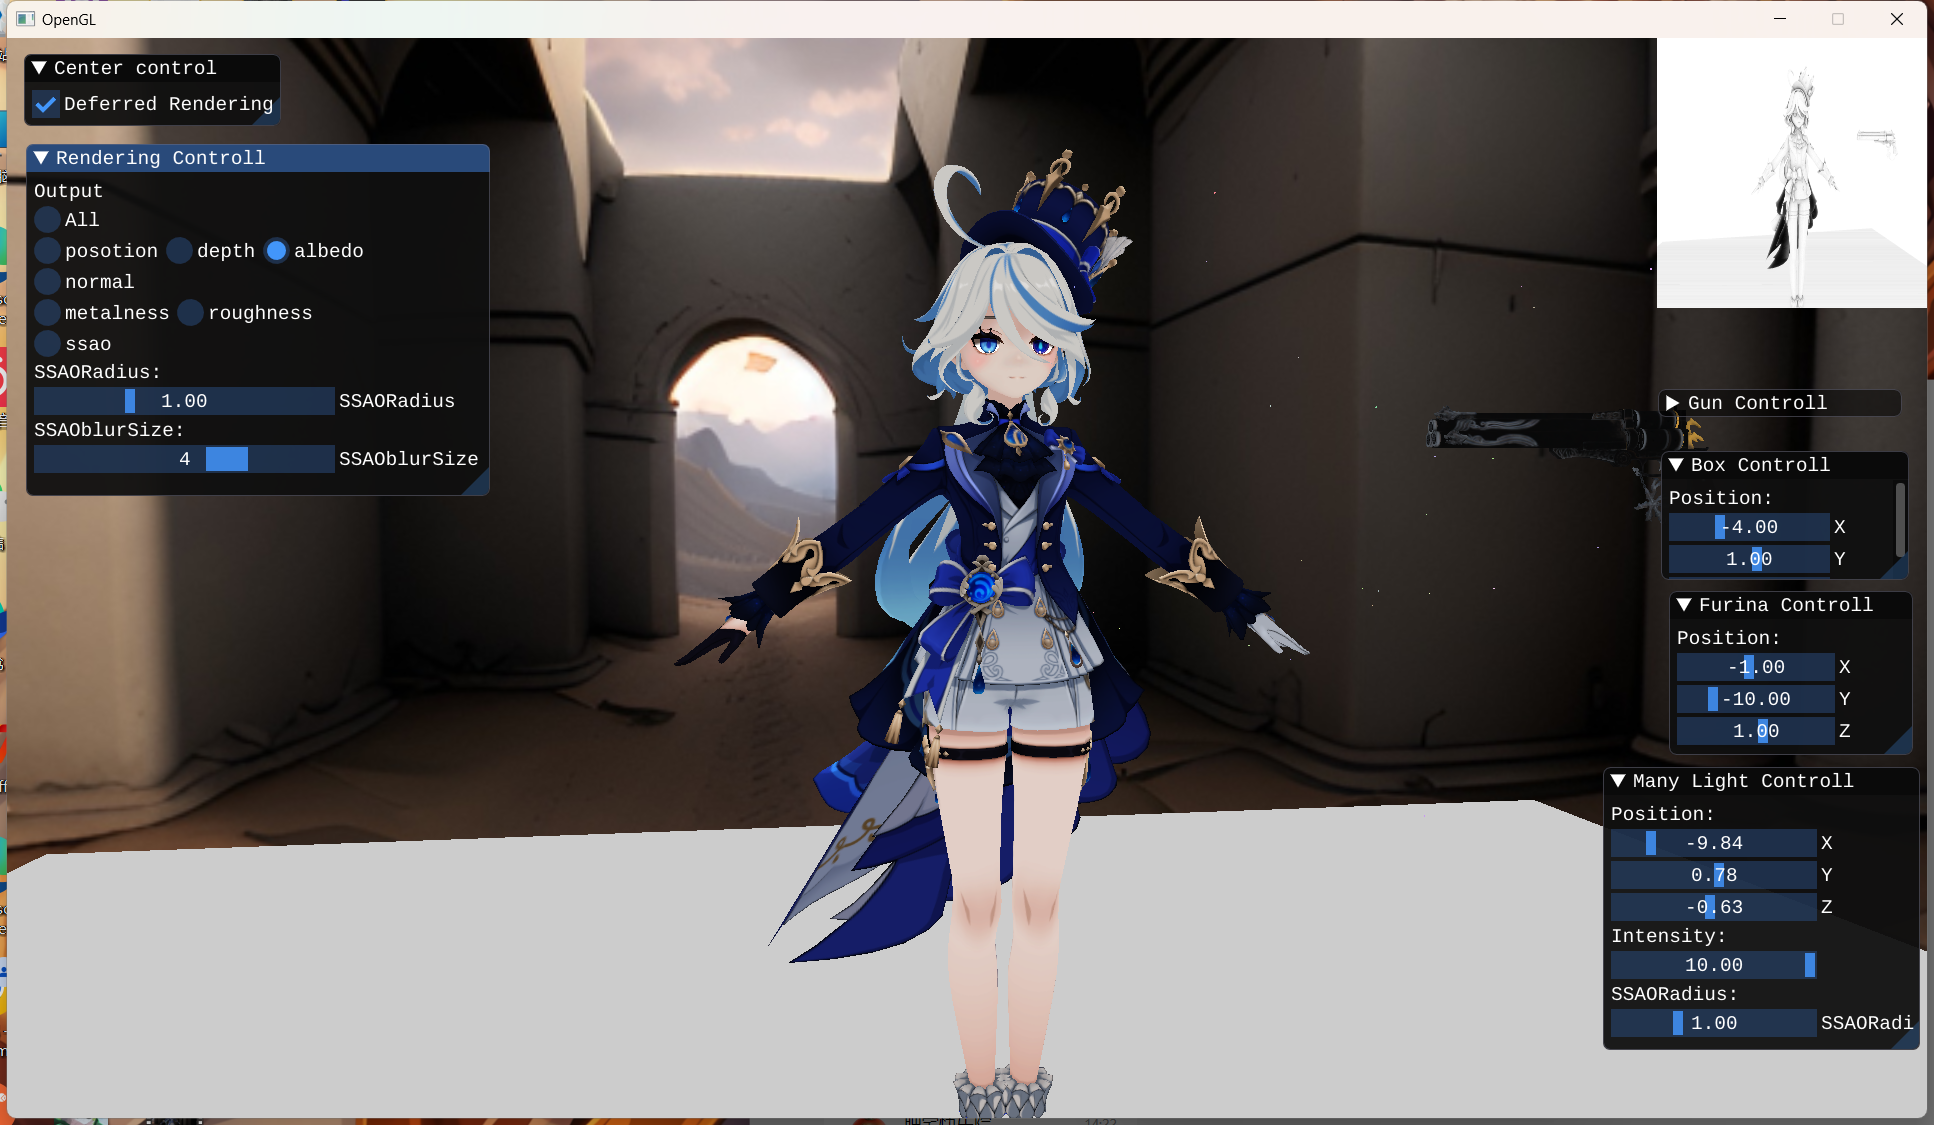 OpenGL
Center control
Deferred Rendering
Rendering Controll
Output
All
posotion depth albedo
normal
metalness roughness
ssao
SSAORadius:
1.00 SSAORadius
SSAOblurSize:
4 SSAOblurSize
Gun Controll
Box Controll
Position:
-4.00 X
1.00 Y
Furina Controll
Position:
-1.00 X
-10.00 Y
1.00 Z
Many Light Controll
Position:
-9.84 X
0.78 Y
-0.63 Z
Intensity:
10.00
SSAORadius:
1.00 SSAORadi